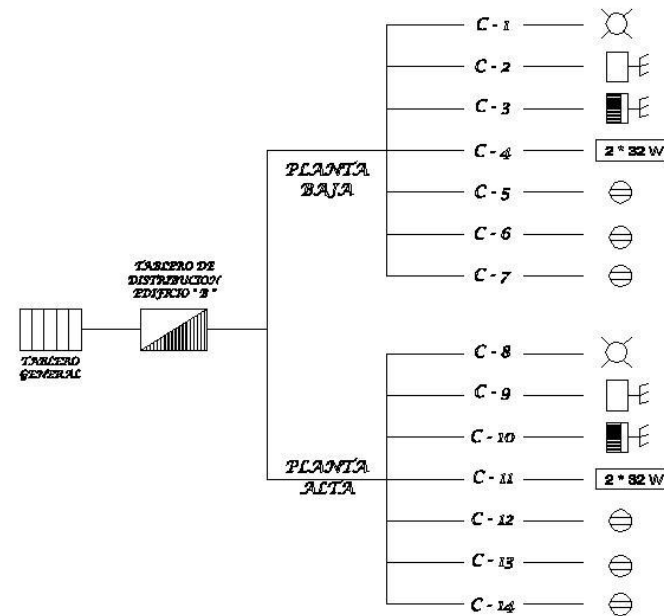 C - 1
C - 2
C - 3
C - 4
2 * 32 W
PLANTA
BAJA
C - 5
C - 6
C - 7
TABLERO DE
DISTRIBUCION
EDIFICIO "B"
TABLERO
GENERAL
C - 8
C - 9
C - 10
PLANTA
ALTA
C - 11
2 * 32 W
C - 12
C - 13
C - 14